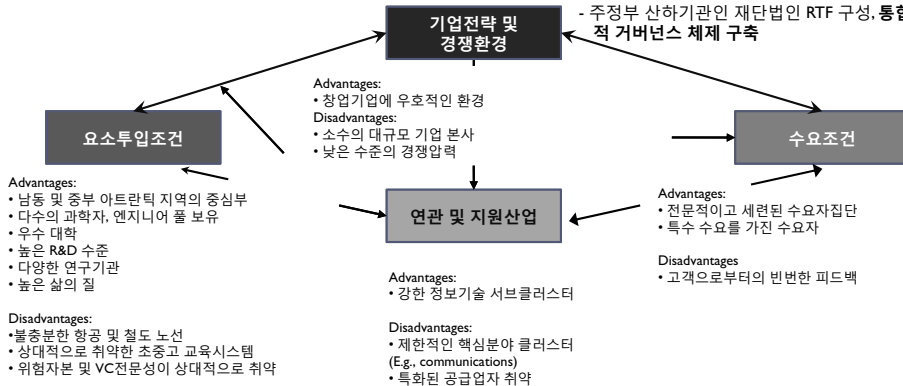 - 주정부 산하기관인 재단법인 RTF 구성, 통합
적 거버넌스 체제 구축
기업전략 및
경쟁환경
Advantages:
• 창업기업에 우호적인 환경
Disadvantages:
• 소수의 대규모 기업 본사
• 낮은 수준의 경쟁압력
요소투입조건
Advantages:
• 남동 및 중부 아트란틱 지역의 중심부
• 다수의 과학자, 엔지니어 풀 보유
• 우수 대학
• 높은 R&D 수준
• 다양한 연구기관
• 높은 삶의 질
Disadvantages:
•불충분한 항공 및 철도 노선
• 상대적으로 취약한 초중고 교육시스템
• 위험자본 및 VC전문성이 상대적으로 취약
연관 및 지원산업
Advantages:
• 강한 정보기술 서브클러스터
Disadvantages:
• 제한적인 핵심분야 클러스터
(E.g., communications)
• 특화된 공급업자 취약
수요조건
Advantages:
• 전문적이고 세련된 수요자집단
• 특수 수요를 가진 수요자
Disadvantages
• 고객으로부터의 빈번한 피드백